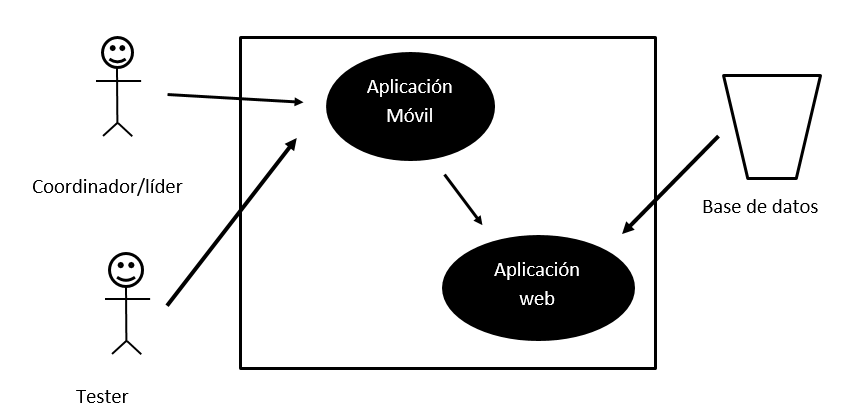 Aplicación
Móvil
Coordinador/líder
Base de datos
Aplicación
web
Tester